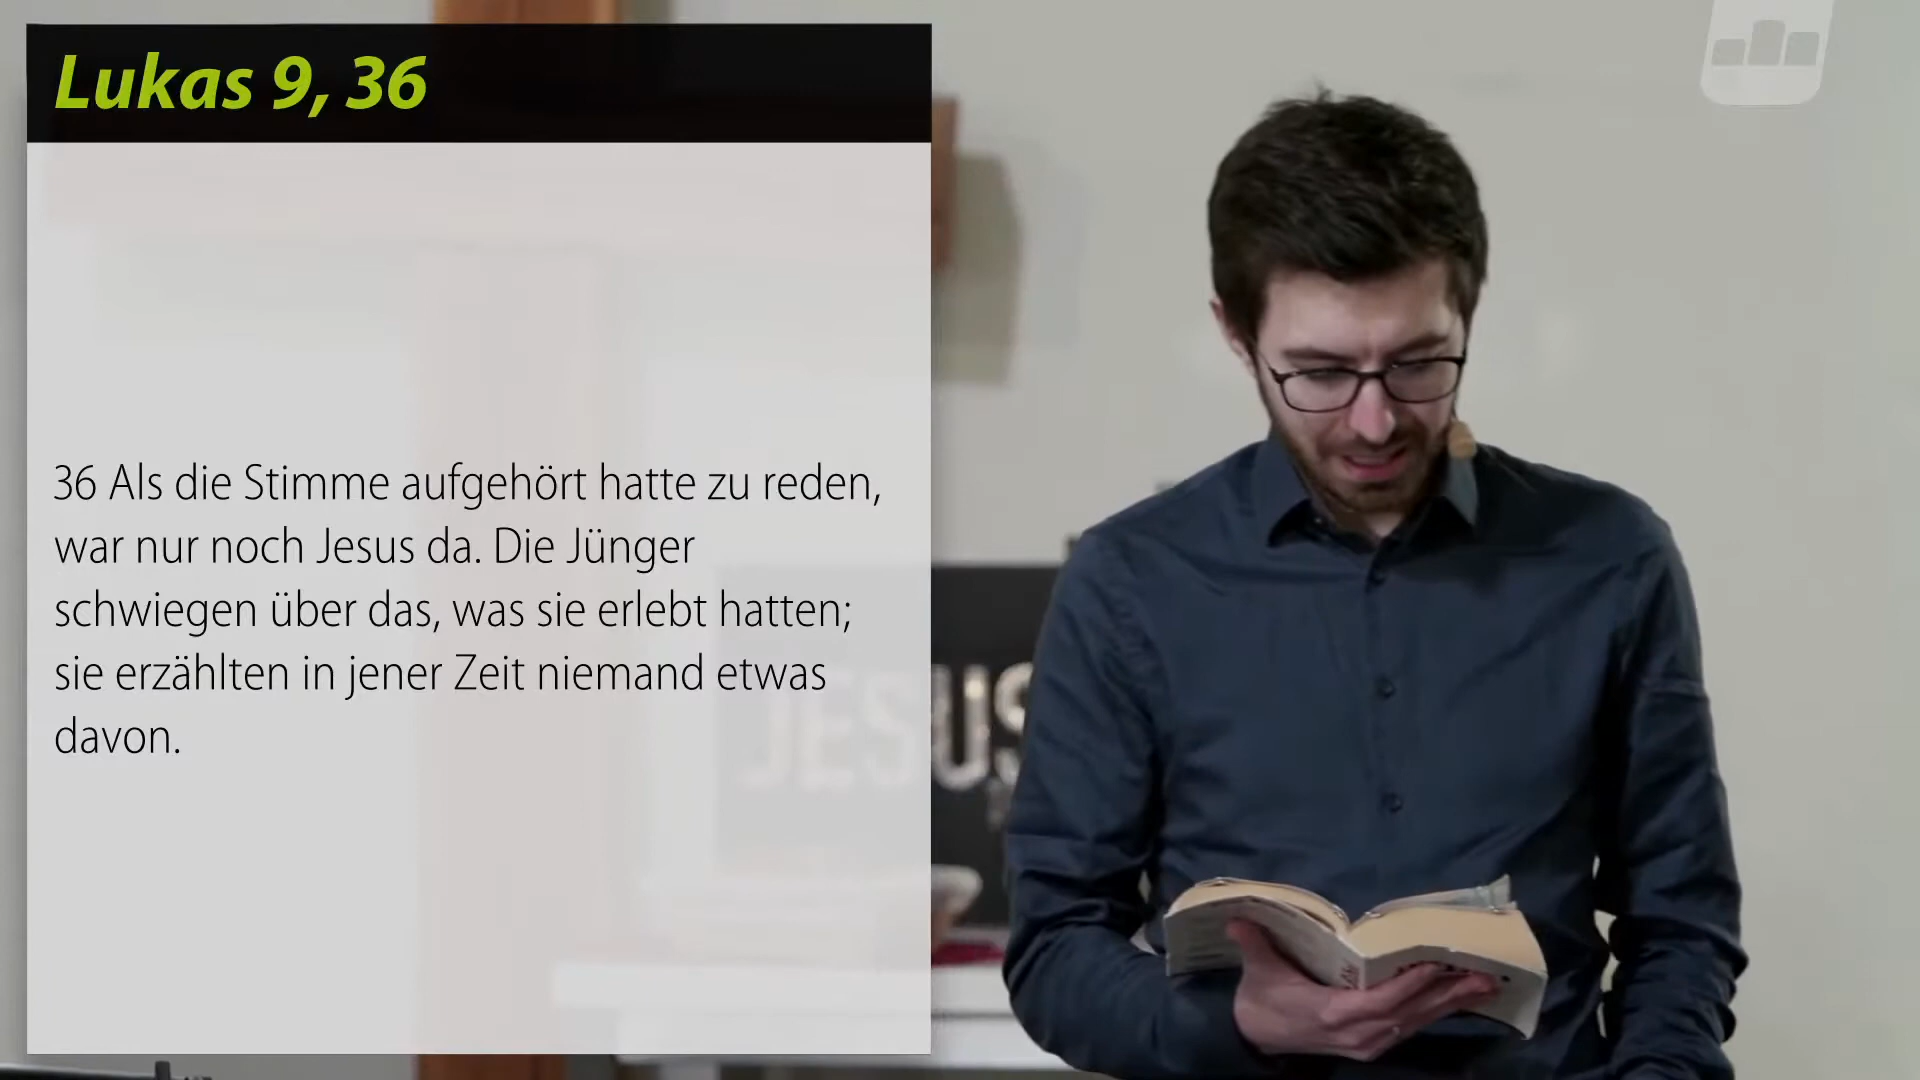 Lukas 9, 36
36 Als die Stimme aufgehört hatte zu reden,
war nur noch Jesus da. Die Jünger
schwiegen über das, was sie erlebt hatten;
sie erzählten in jener Zeit niemand etwas
davon.
JESUS